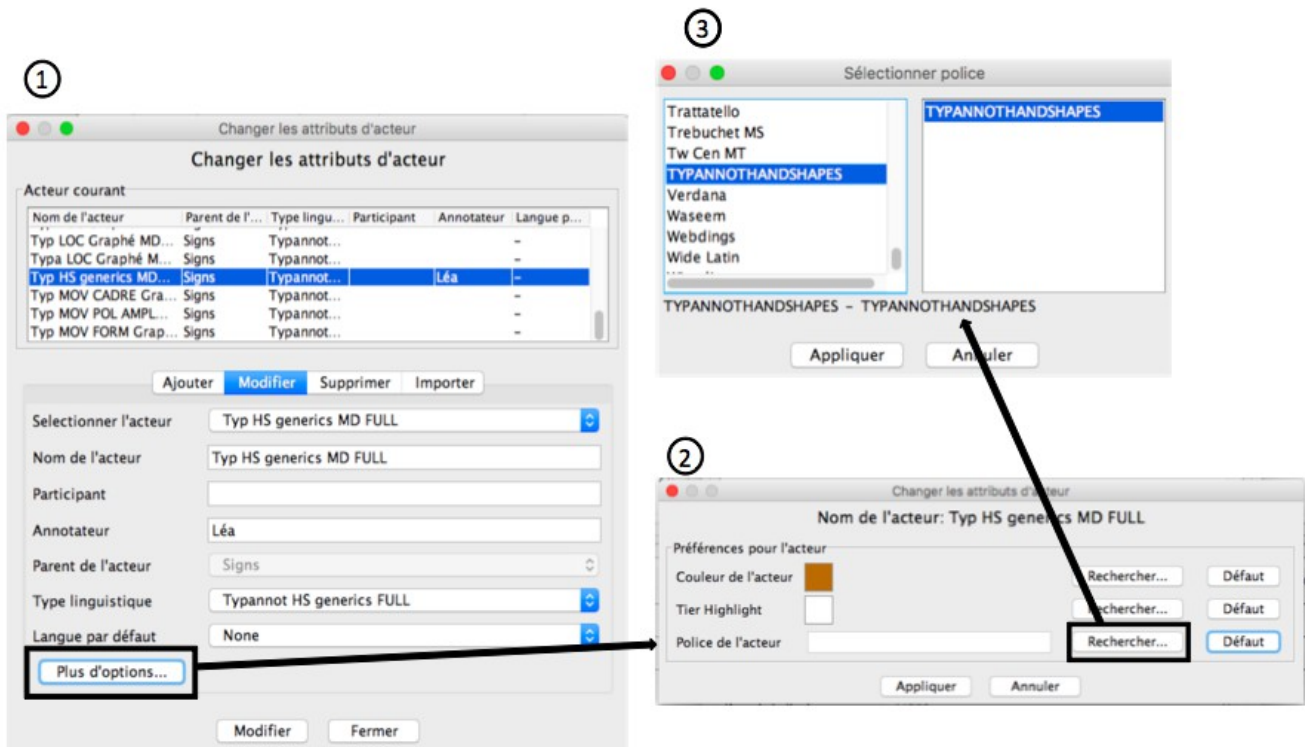 1
Changer les attributs d'acteur
Changer les attributs d'acteur
Acteur courant
Nom de l'acteur Parent de l'... Type lingu... Participant Annotateur Langue p...
Typ LOC Graphé MD... Signs Typannot... -
Typa LOC Graphé M... Signs Typannot... -
Typ HS generics MD... Signs Typannot... Léa -
Typ MOV CADRE Gra... Signs Typannot... -
Typ MOV POL AMPL... Signs Typannot... -
Typ MOV FORM Grap... Signs Typannot... -
Ajouter Modifier Supprimer Importer
Selectionner l'acteur Typ HS generics MD FULL
Nom de l'acteur Typ HS generics MD FULL
Participant
Annotateur Léa
Parent de l'acteur Signs
Type linguistique Typannot HS generics FULL
Langue par défaut None
Plus d'options...
Modifier Fermer
3
Sélectionner police
Trattatello TYPANNOTHANDSHAPES
Trebuchet MS
Tw Cen MT
TYPANNOTHANDSHAPES
Verdana
Waseem
Webdings
Wide Latin
TYPANNOTHANDSHAPES - TYPANNOTHANDSHAPES
Appliquer Annuler
2
Changer les attributs d'acteur
Nom de l'acteur: Typ HS generics MD FULL
Préférences pour l'acteur
Couleur de l'acteur Rechercher... Défaut
Tier Highlight Rechercher... Défaut
Police de l'acteur Rechercher... Défaut
Appliquer Annuler